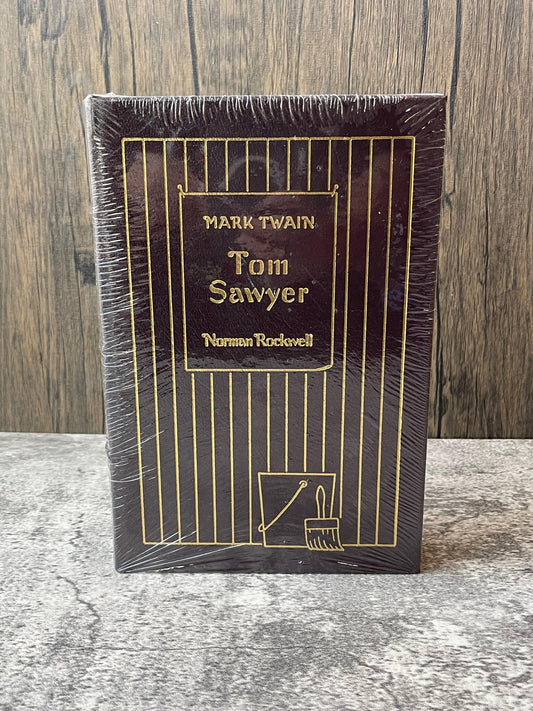 MARK TWAIN
Tom
Sawyer
Norman Rockwell